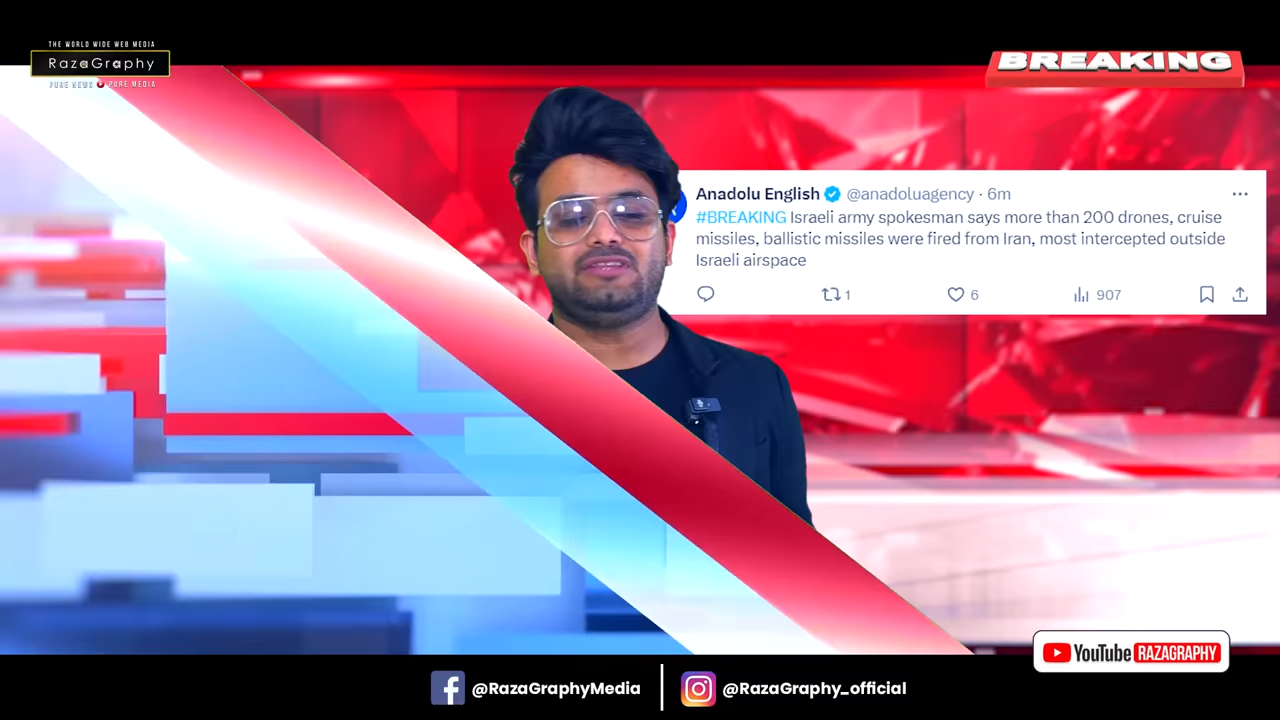 THE WORLD WIDE WEB MEDIA
RazaGraphy
PURE NEWS PURE MEDIA
BREAKING
Anadolu English @anadoluagency · 6m
#BREAKING Israeli army spokesman says more than 200 drones, cruise
missiles, ballistic missiles were fired from Iran, most intercepted outside
Israeli airspace
1 6 907
YouTube RAZAGRAPHY
@RazaGraphyMedia
@RazaGraphy_official